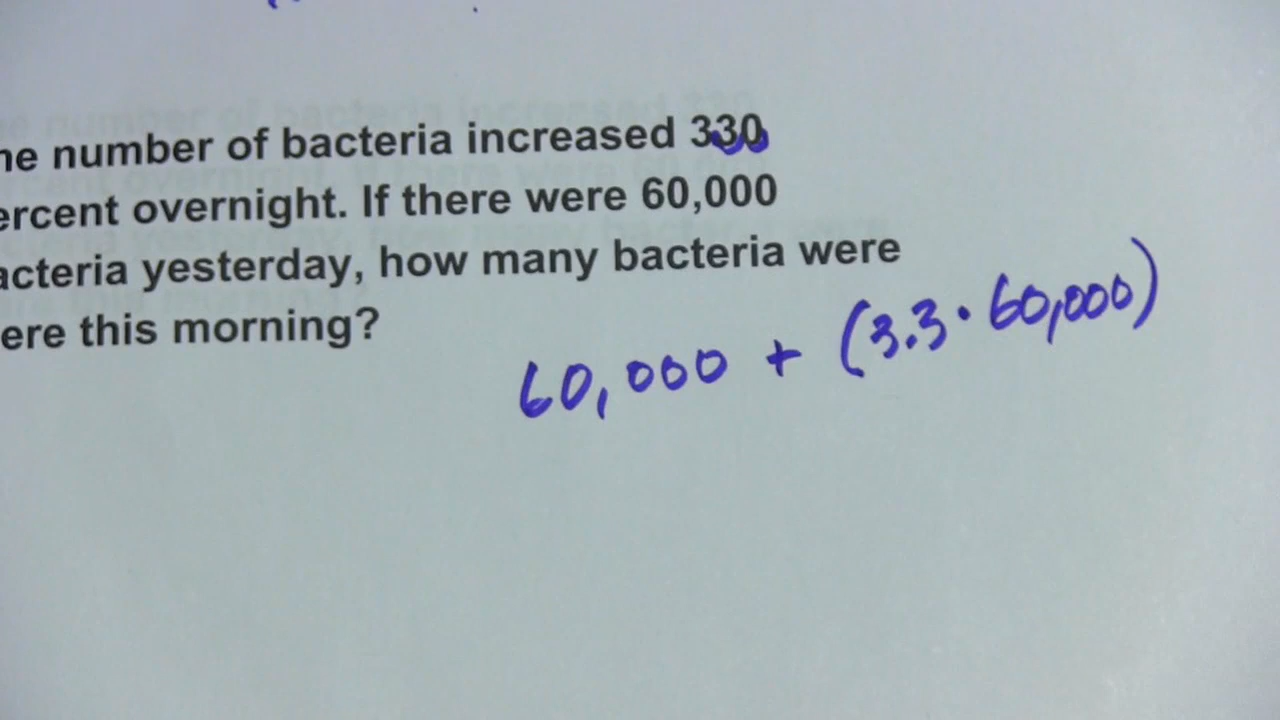 he number of bacteria increased 330
ercent overnight. If there were 60,000
acteria yesterday, how many bacteria were
ere this morning?
60,000 + (3.3 · 60,000)